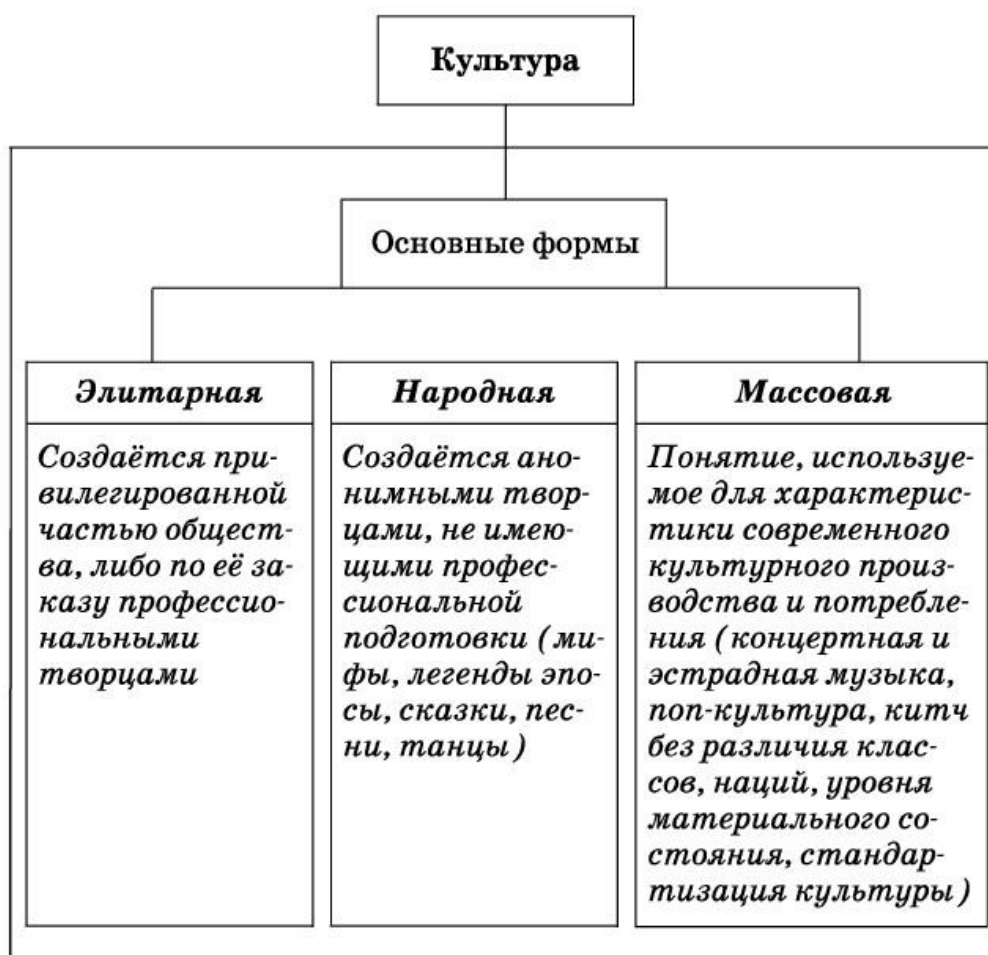 Культура
Основные формы
Элитарная
Создаётся при-
вилегированной
частью общест-
ва, либо по её за-
казу профессио-
нальными
творцами
Народная
Создаётся ано-
нимными твор-
цами, не имею-
щими профес-
сиональной
подготовки (ми-
фы, легенды эпо-
сы, сказки, пес-
ни, танцы)
Массовая
Понятие, используе-
мое для характерис-
тики современного
культурного произ-
водства и потребле-
ния (концертная и
эстрадная музыка,
поп-культура, китч
без различия клас-
сов, наций, уровня
материального со-
стояния, стандар-
тизация культуры)